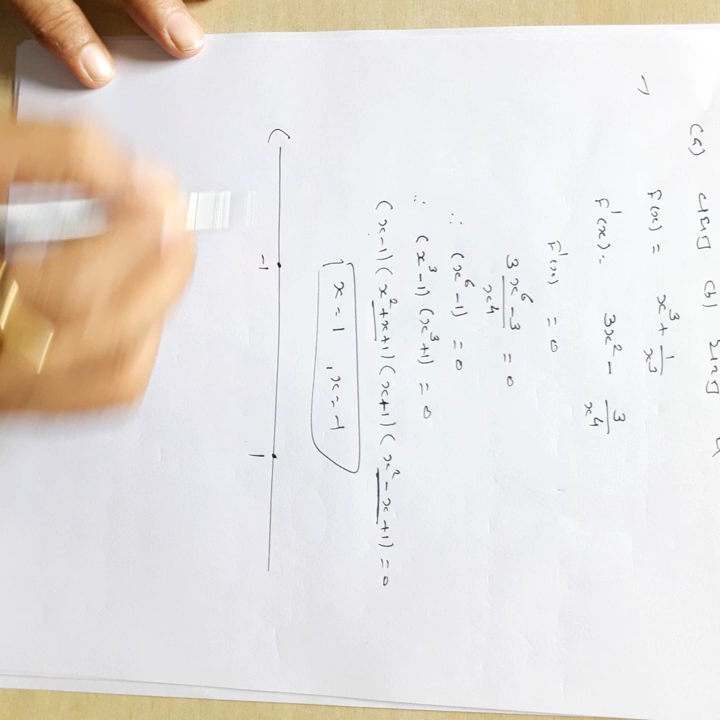 (b)
→ F(x) = x³ + 1/x³
F'(x) = 3x² - 3/x⁴
F'(x) = 0
(3x⁶ - 3)/x⁴ = 0
∴ (x⁶ - 1) = 0
∴ (x³ - 1) (x³ + 1) = 0
(x - 1) (x² + x + 1) (x + 1) (x² - x + 1) = 0
x = 1 , x = -1
( -1 1